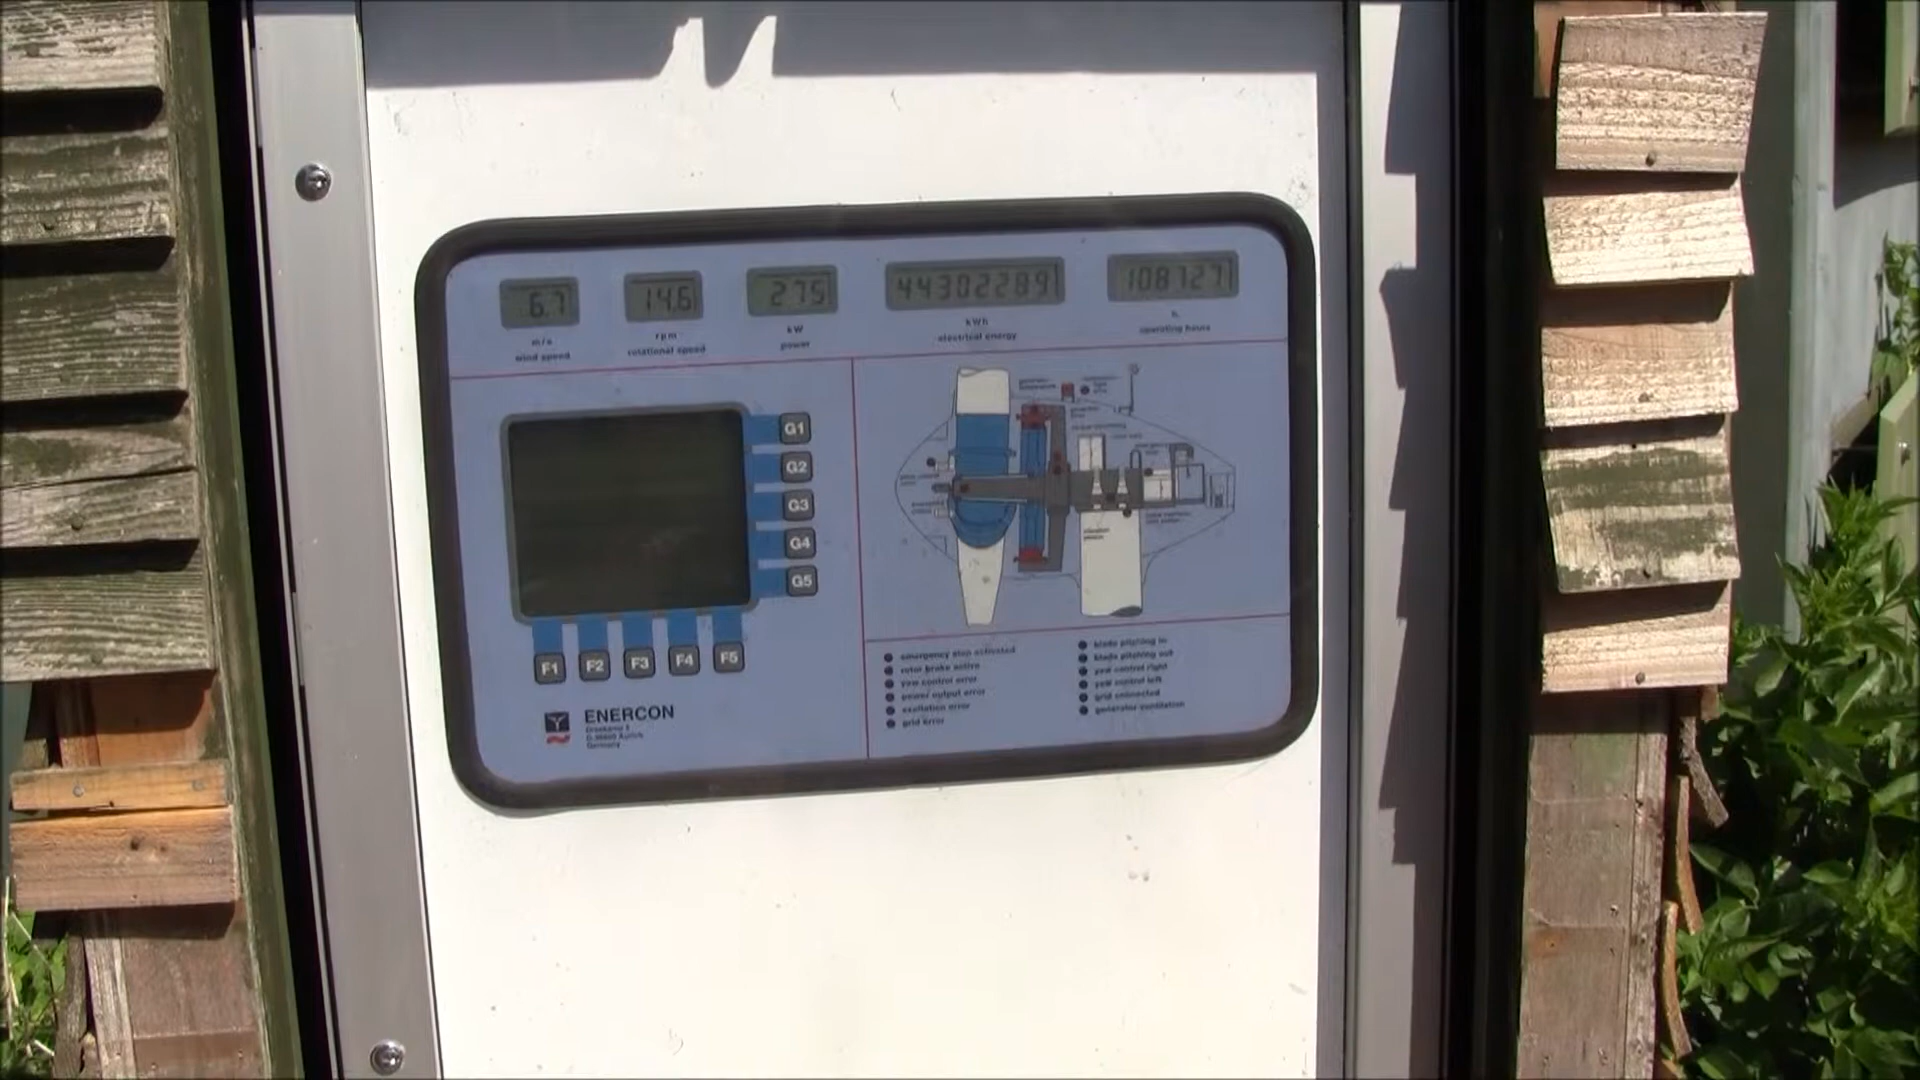 6.7
14.6
275
44302289
108727
m/s
wind speed
rpm
rotational speed
kW
power
kWh
electrical energy
h
operating hours
G1
G2
G3
G4
G5
F1 F2 F3 F4 F5
ENERCON
Germany
emergency stop activated
rotor brake active
yaw control error
power output error
excitation error
grid error
blade pitching in
blade pitching out
yaw control right
yaw control left
grid connected
generator ventilation